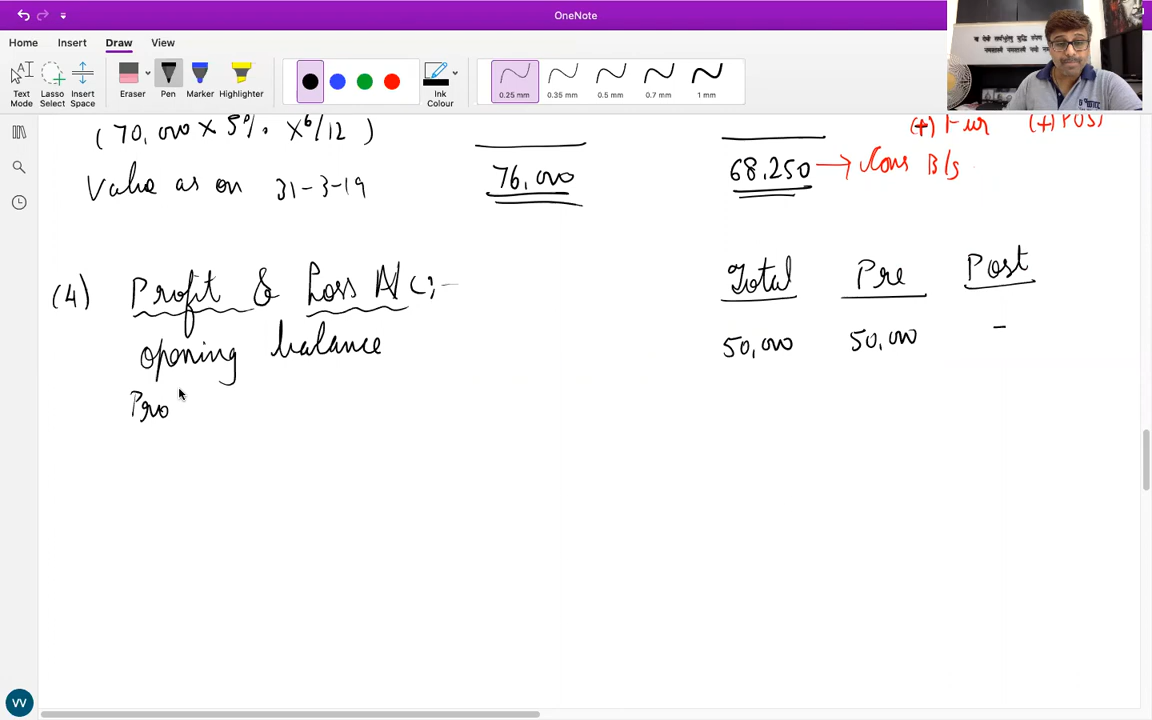 OneNote
Home Insert Draw View
Text Mode Lasso Select Insert Space Eraser Pen Marker Highlighter 0.25 mm 0.35 mm 0.5 mm 0.7 mm 1 mm Ink Colour
(70,000 x 5% x 6/12 )
(+) Fur (+) Post
Value as on 31-3-19 76,000 68,250 → Cons B/s
(4) Profit & Loss A/C :- Total Pre Post
opening balance 50,000 50,000 -
Pro
VV